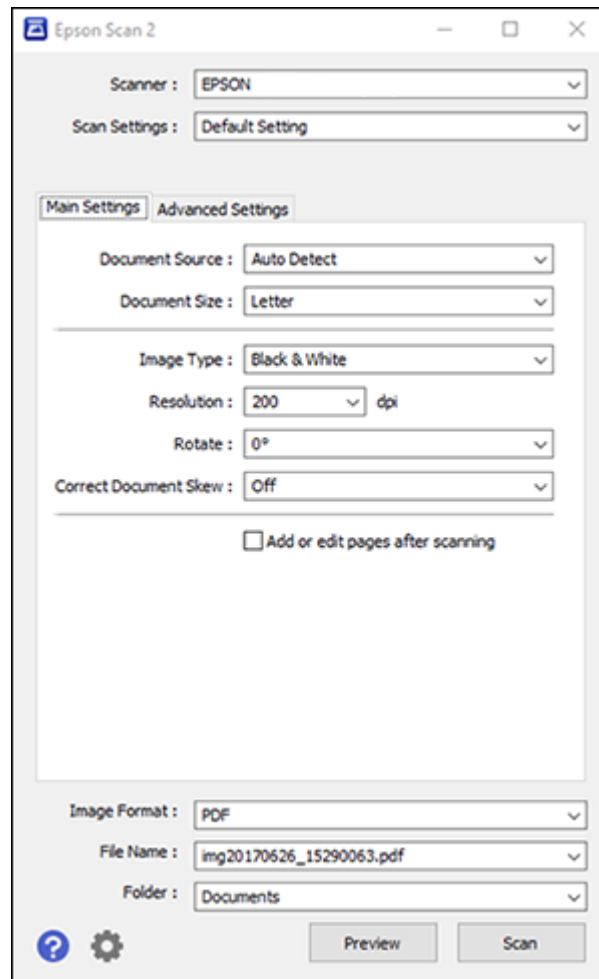 Epson Scan 2
Scanner : EPSON
Scan Settings : Default Setting
Main Settings Advanced Settings
Document Source : Auto Detect
Document Size : Letter
Image Type : Black & White
Resolution : 200 dpi
Rotate : 0°
Correct Document Skew : Off
Add or edit pages after scanning
Image Format : PDF
File Name : img20170626_15290063.pdf
Folder : Documents
? Preview Scan